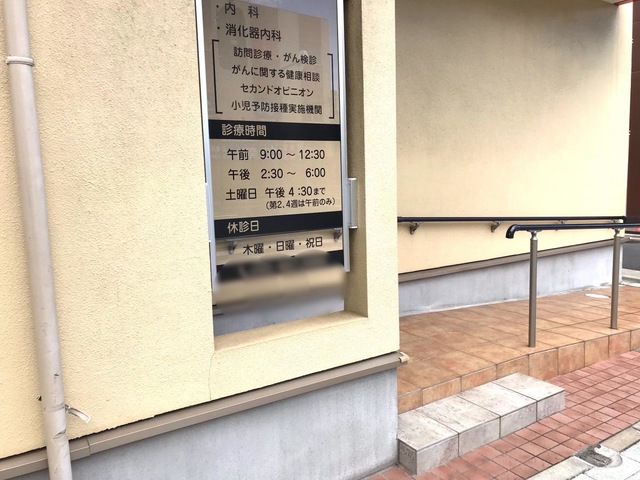 ・内 科
・消化器内科
訪問診療・がん検診
がんに関する健康相談
セカンドオピニオン
小児予防接種実施機関
診療時間
午前 9:00～12:30
午後 2:30～ 6:00
土曜日 午後 4:30まで
(第2.4週は午前のみ)
休診日
木曜・日曜・祝日